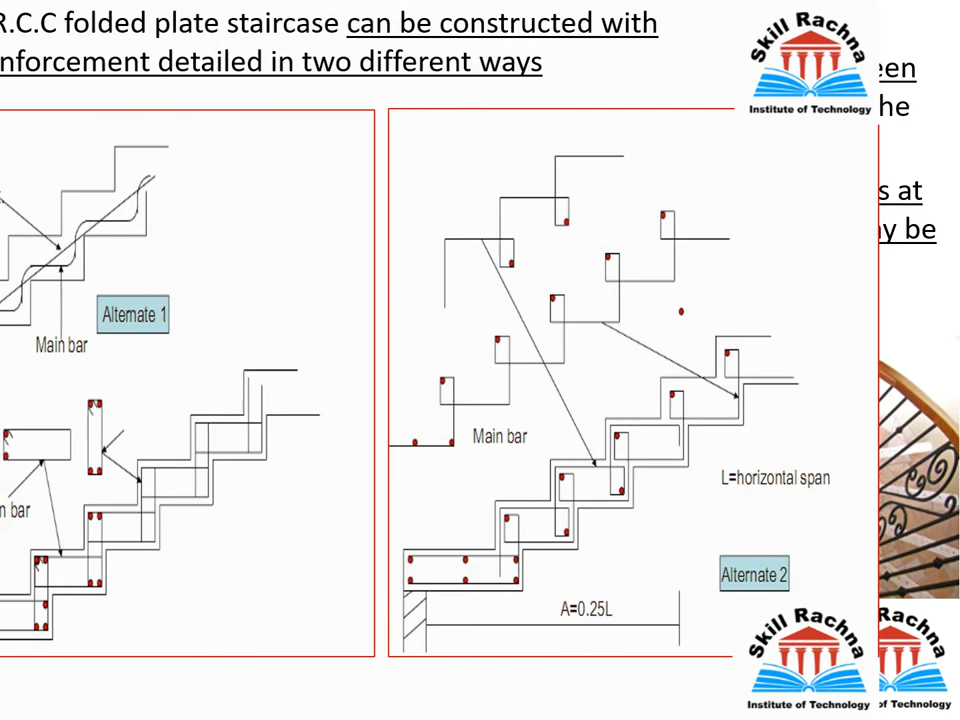 R.C.C folded plate staircase can be constructed with
nforcement detailed in two different ways
Skill Rachna
Institute of Technology
een
he
s at
y be
Alternate 1
Main bar
n bar
Main bar
L=horizontal span
Alternate 2
A=0.25L
Skill Rachna
Institute of Technology
Rachna
of Technology